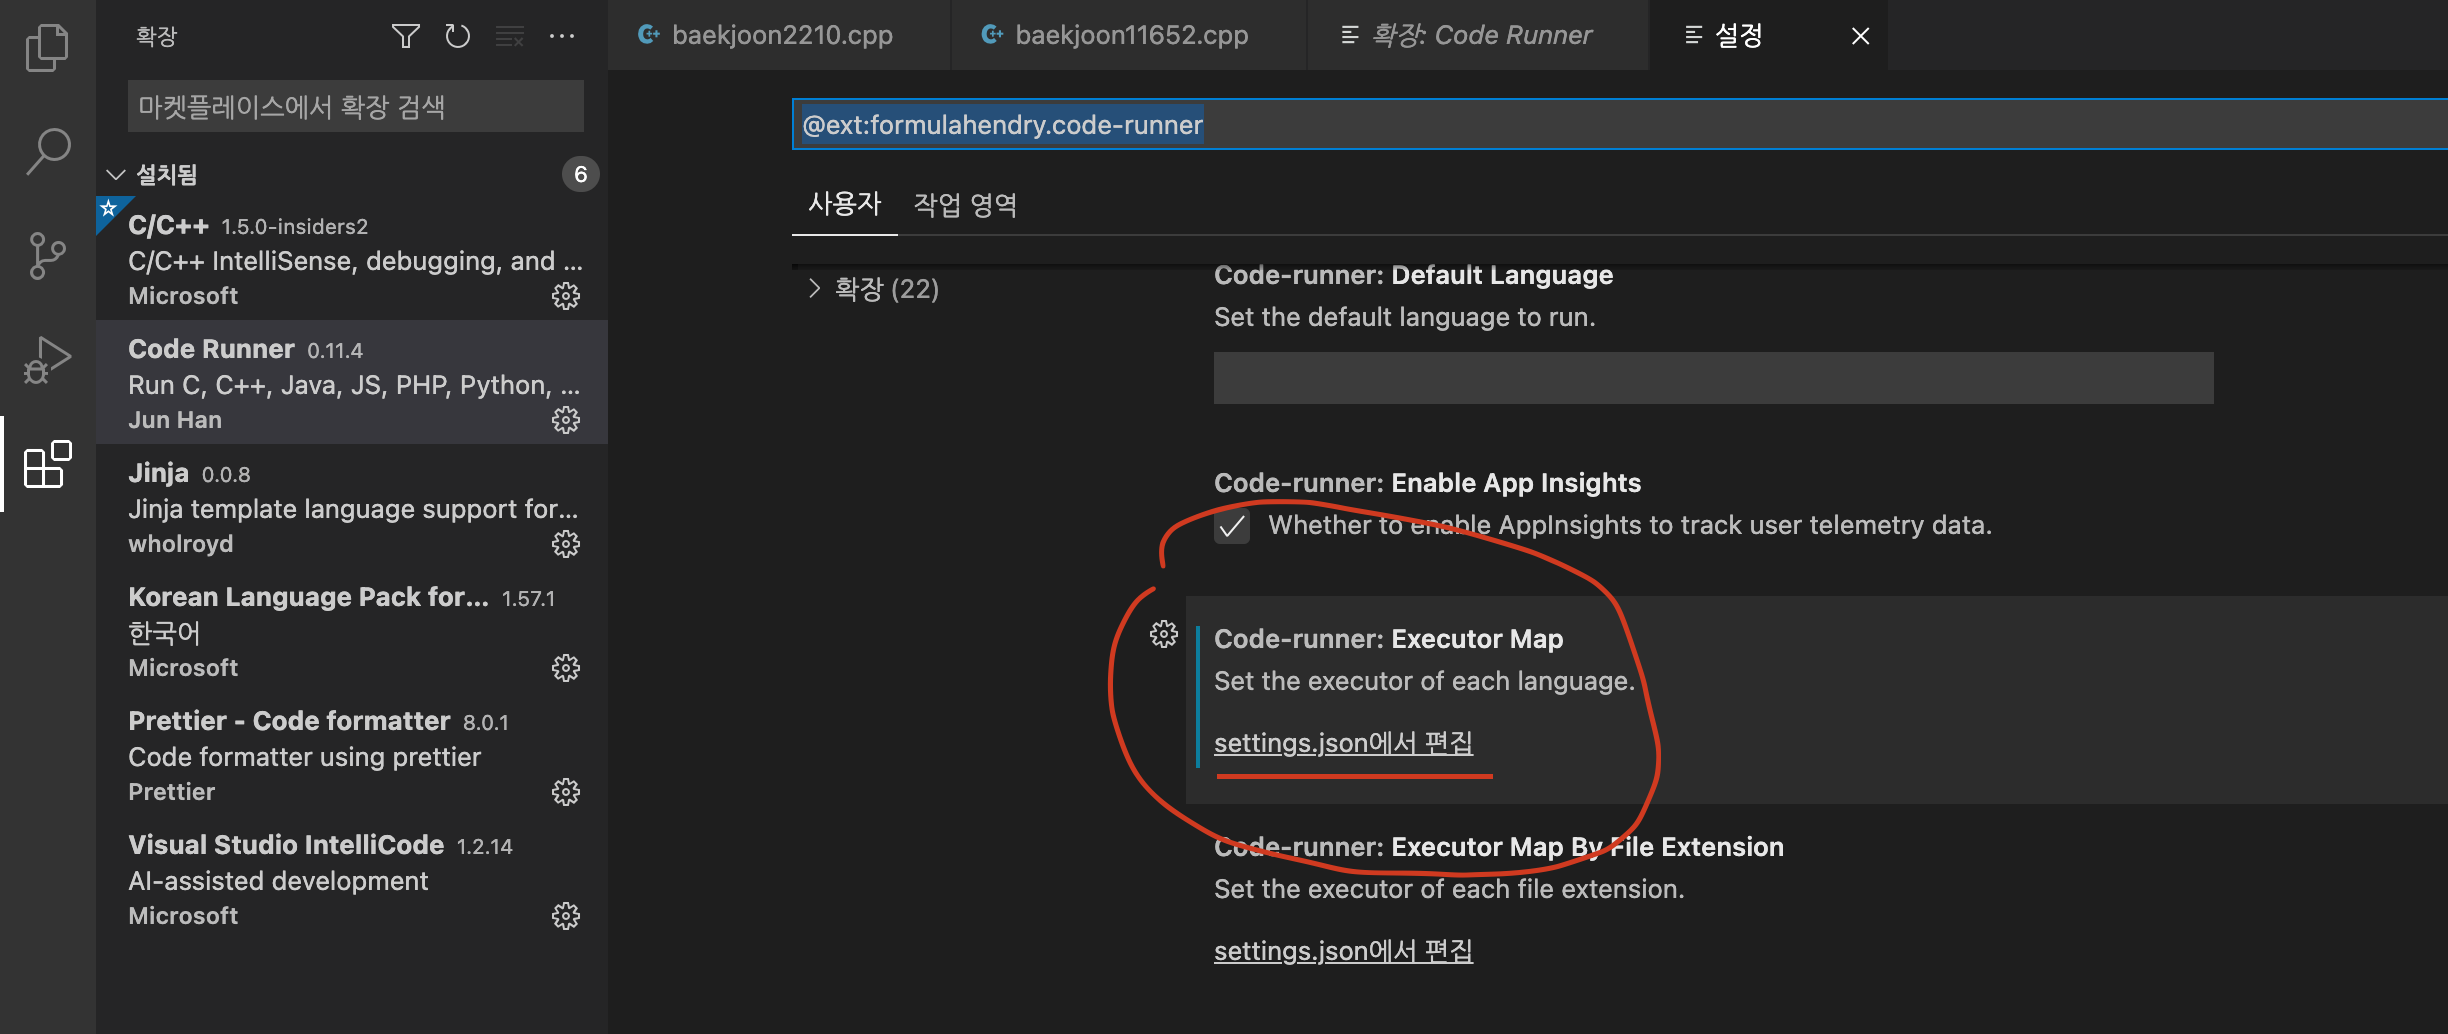 확장
마켓플레이스에서 확장 검색
설치됨
6
C/C++ 1.5.0-insiders2
C/C++ IntelliSense, debugging, and ...
Microsoft
Code Runner 0.11.4
Run C, C++, Java, JS, PHP, Python, ...
Jun Han
Jinja 0.0.8
Jinja template language support for...
wholroyd
Korean Language Pack for... 1.57.1
한국어
Microsoft
Prettier - Code formatter 8.0.1
Code formatter using prettier
Prettier
Visual Studio IntelliCode 1.2.14
AI-assisted development
Microsoft
baekjoon2210.cpp
baekjoon11652.cpp
확장: Code Runner
설정
@ext:formulahendry.code-runner
사용자 작업 영역
확장 (22)
Code-runner: Default Language
Set the default language to run.
Code-runner: Enable App Insights
Whether to enable AppInsights to track user telemetry data.
Code-runner: Executor Map
Set the executor of each language.
settings.json에서 편집
Code-runner: Executor Map By File Extension
Set the executor of each file extension.
settings.json에서 편집